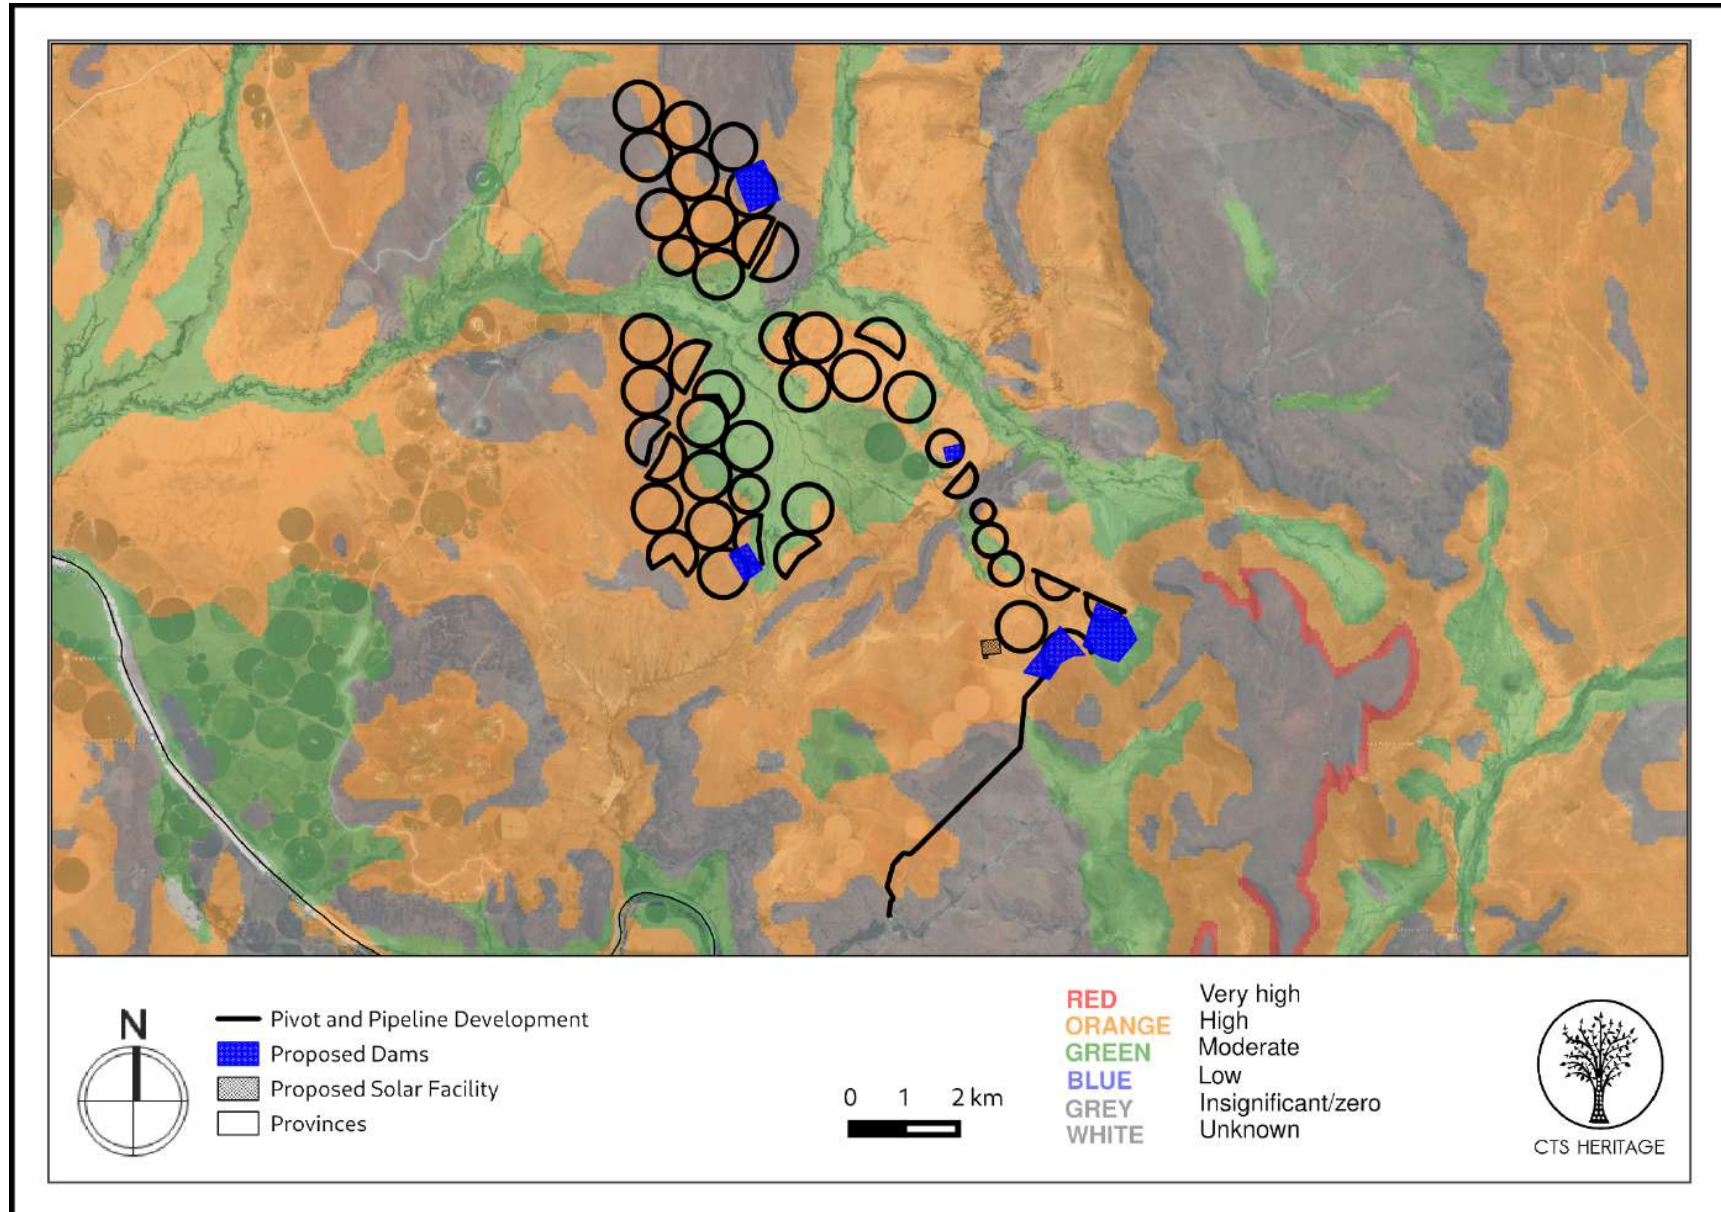 N
Pivot and Pipeline Development
Proposed Dams
Proposed Solar Facility
Provinces
0 1 2 km
RED Very high
ORANGE High
GREEN Moderate
BLUE Low
GREY Insignificant/zero
WHITE Unknown
CTS HERITAGE